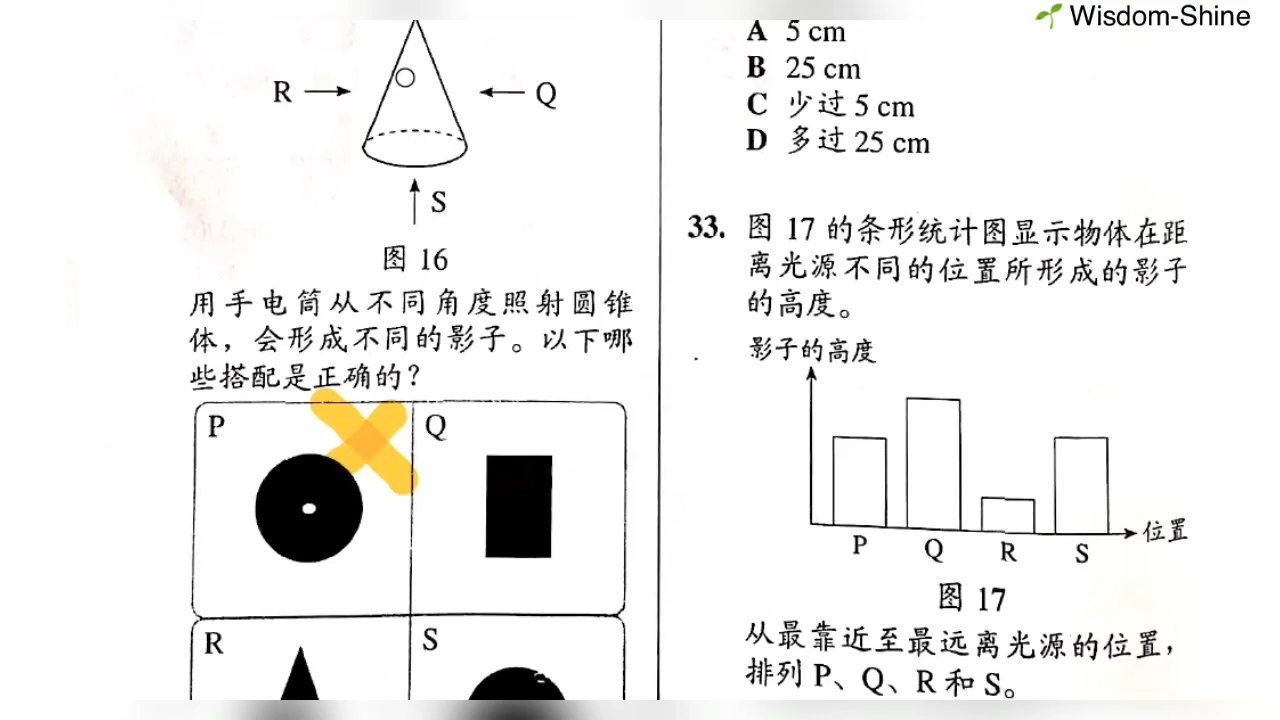 Wisdom-Shine
R
Q
S
图 16
用手电筒从不同角度照射圆锥
体，会形成不同的影子。以下哪
些搭配是正确的？
P
Q
R
S
A 5 cm
B 25 cm
C 少过 5 cm
D 多过 25 cm
33. 图 17 的条形统计图显示物体在距
离光源不同的位置所形成的影子
的高度。
影子的高度
位置
P Q R S
图 17
从最靠近至最远离光源的位置，
排列 P、Q、R 和 S。